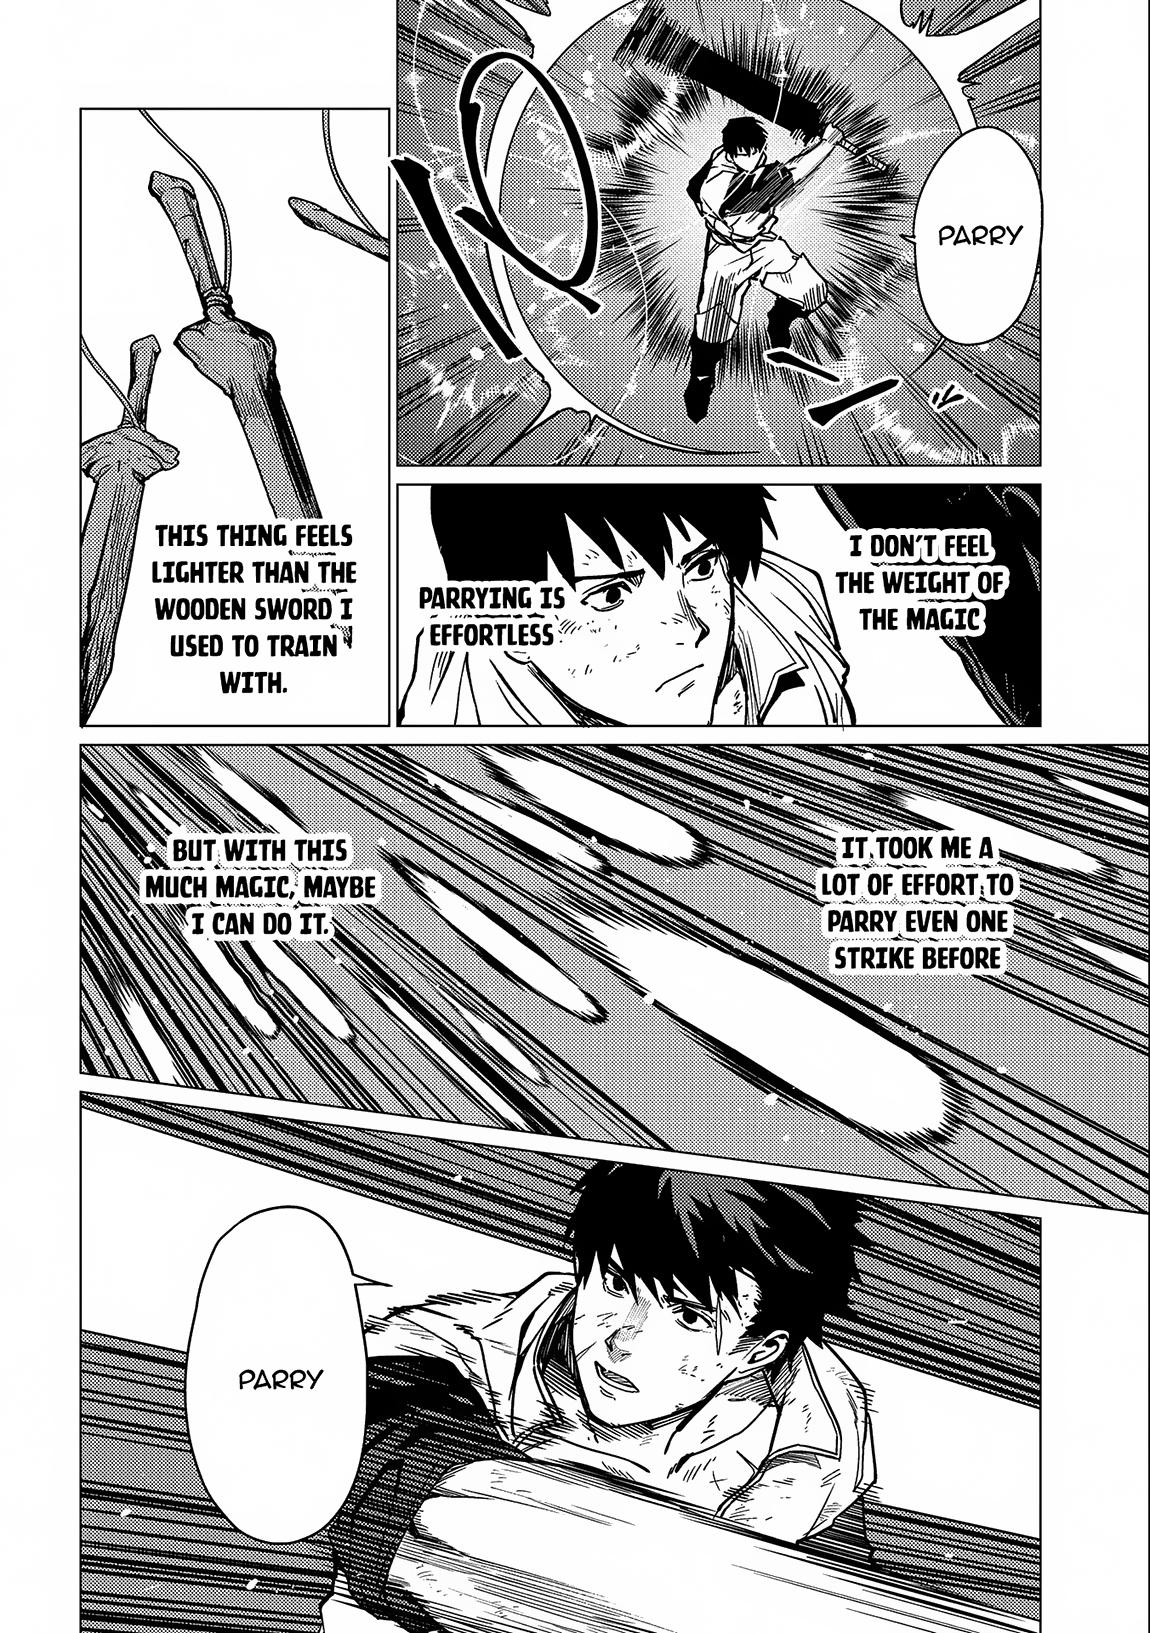 PARRY
I DON'T FEEL
THE WEIGHT OF
THE MAGIC
PARRYING IS
EFFORTLESS
THIS THING FEELS
LIGHTER THAN THE
WOODEN SWORD I
USED TO TRAIN
WITH.
IT TOOK ME A
LOT OF EFFORT TO
PARRY EVEN ONE
STRIKE BEFORE
BUT WITH THIS
MUCH MAGIC, MAYBE
I CAN DO IT.
PARRY